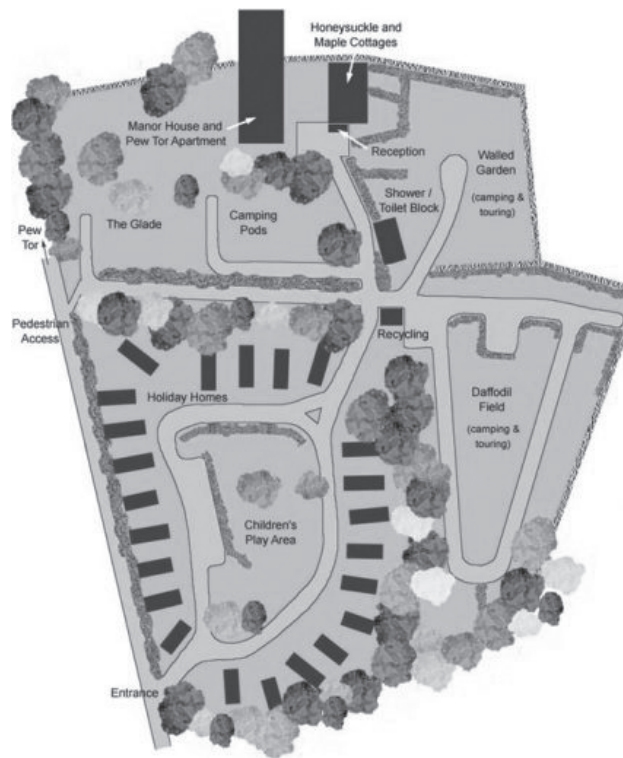 Honeysuckle and
Maple Cottages
Manor House and
Pew Tor Apartment
Reception
Walled
Garden
(camping &
touring)
Shower /
Toilet Block
The Glade
Camping
Pods
Pew
Tor
Pedestrian
Access
Recycling
Holiday Homes
Daffodil
Field
(camping &
touring)
Children's
Play Area
Entrance